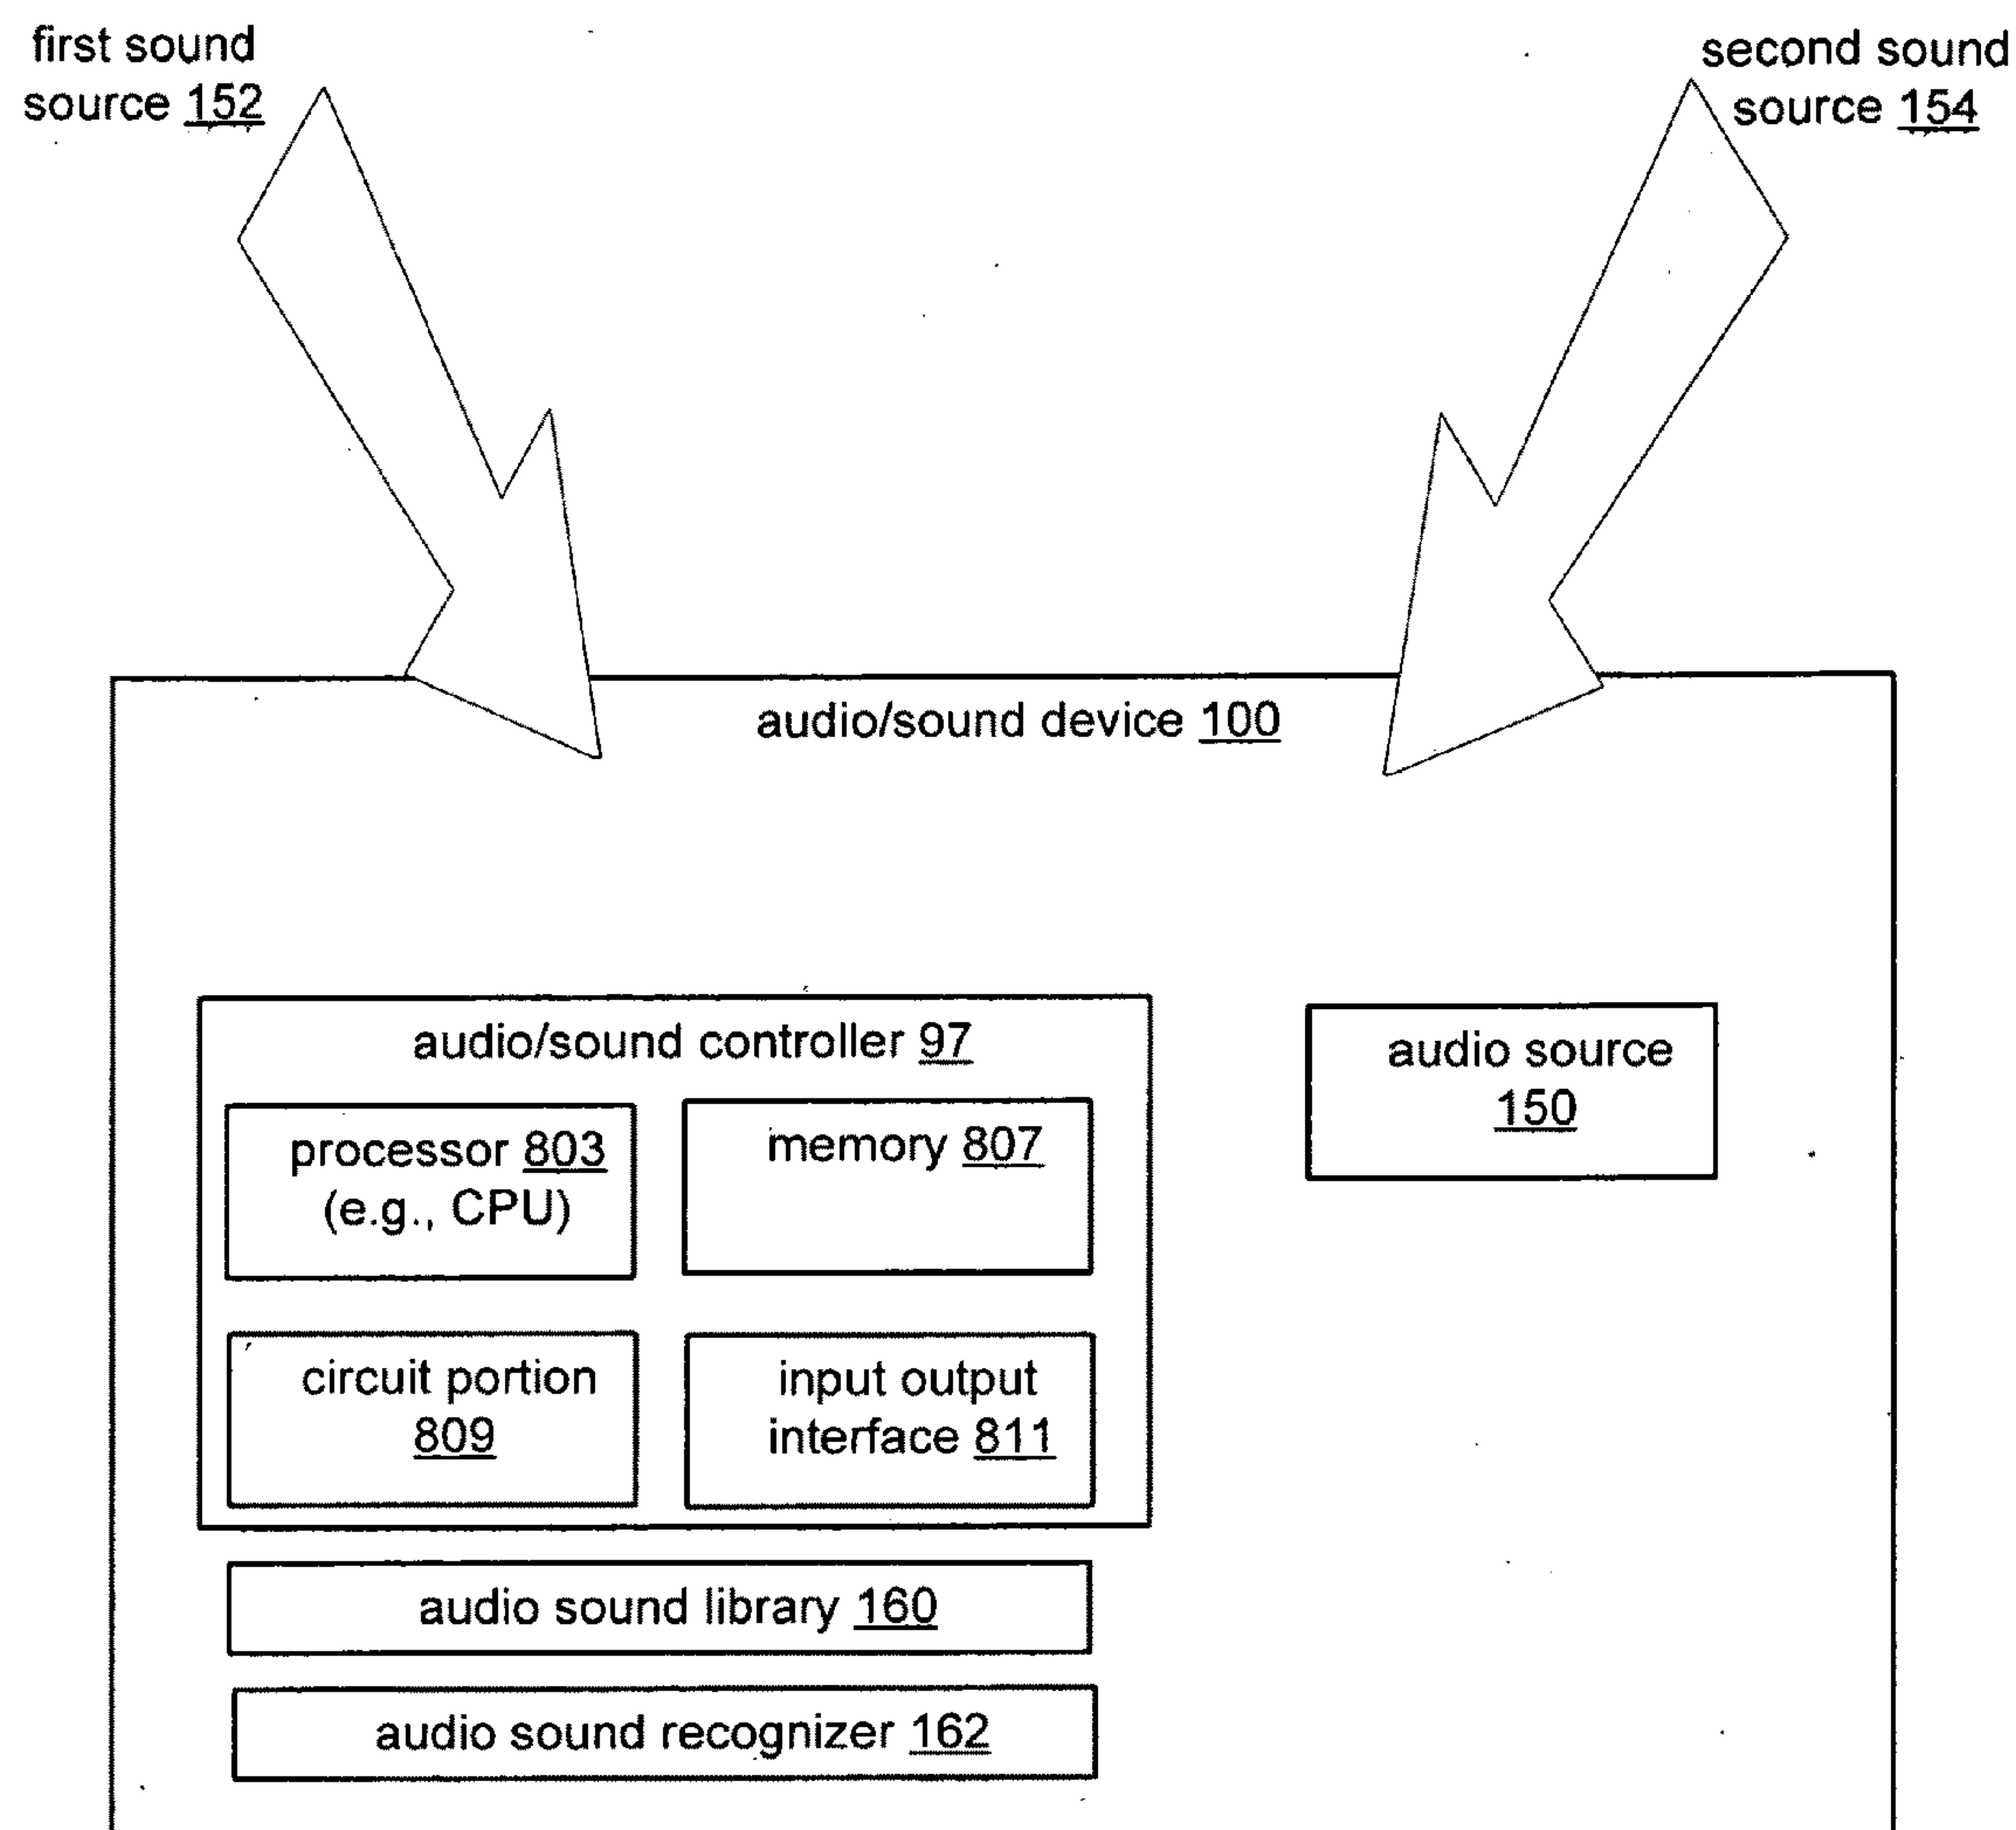 first sound
source 152
second sound
source 154
audio/sound device 100
audio/sound controller 97
processor 803
(e.g., CPU)
memory 807
circuit portion
809
input output
interface 811
audio source
150
audio sound library 160
audio sound recognizer 162